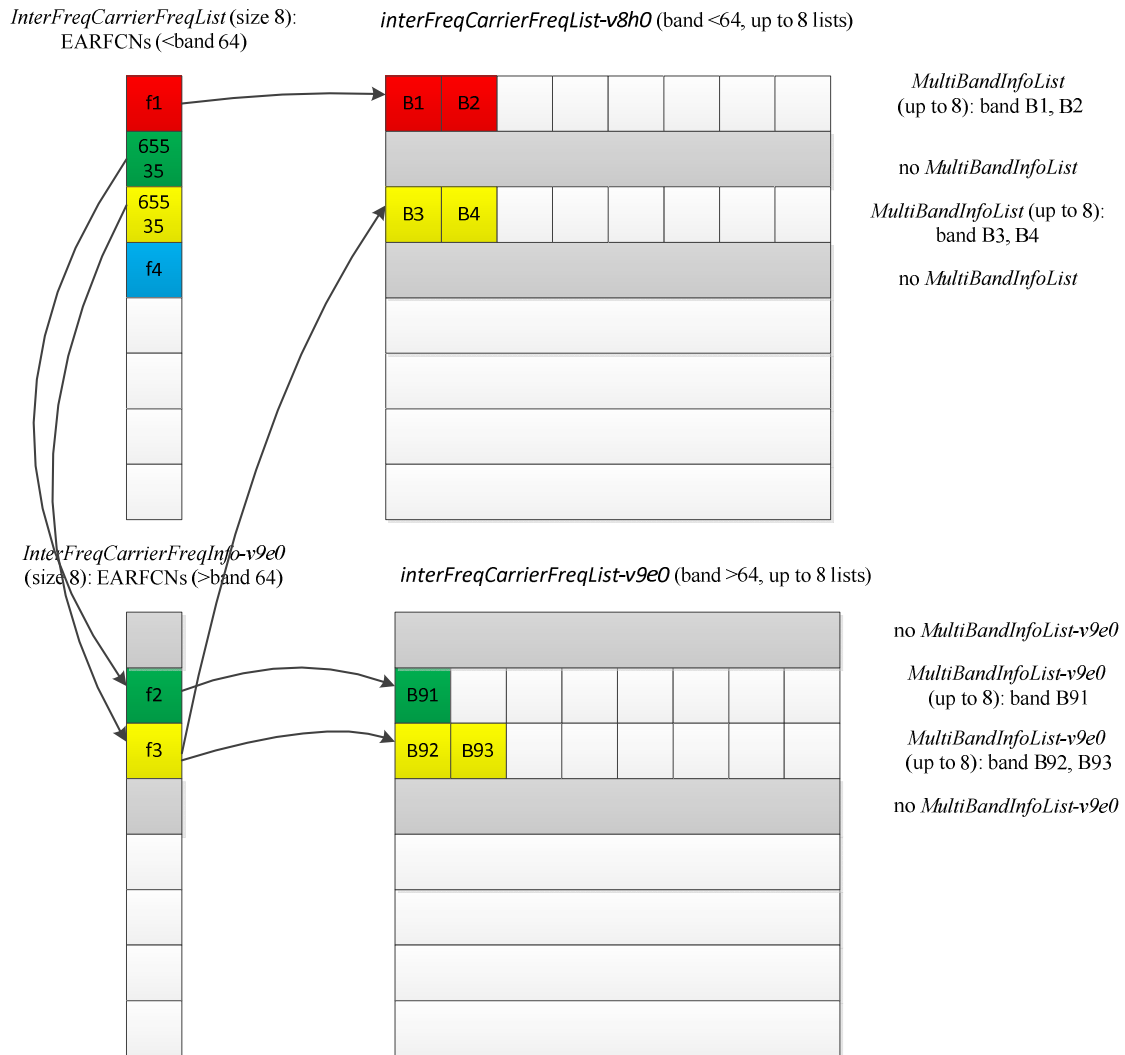 InterFreqCarrierFreqList (size 8):
EARFCNs (<band 64)
interFreqCarrierFreqList-v8h0 (band <64, up to 8 lists)
f1
B1 B2
MultiBandInfoList
(up to 8): band B1, B2
655
35
no MultiBandInfoList
655
35
B3 B4
MultiBandInfoList (up to 8):
band B3, B4
f4
no MultiBandInfoList
InterFreqCarrierFreqInfo-v9e0
(size 8): EARFCNs (>band 64)
interFreqCarrierFreqList-v9e0 (band >64, up to 8 lists)
no MultiBandInfoList-v9e0
f2
B91
MultiBandInfoList-v9e0
(up to 8): band B91
f3
B92 B93
MultiBandInfoList-v9e0
(up to 8): band B92, B93
no MultiBandInfoList-v9e0